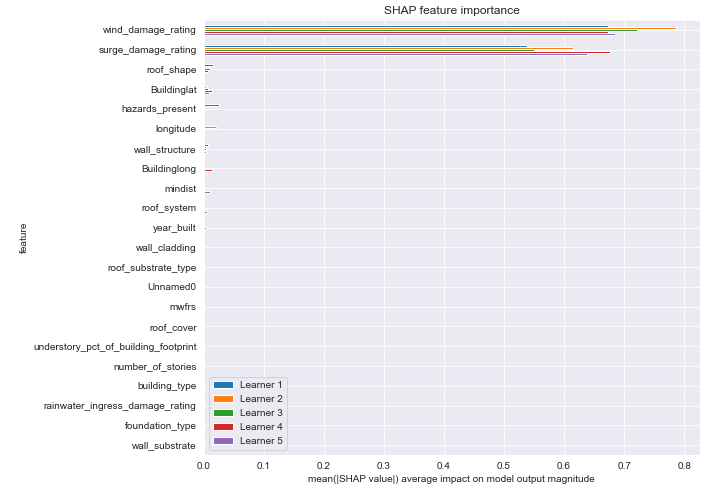 SHAP feature importance
wind_damage_rating
surge_damage_rating
roof_shape
Buildinglat
hazards_present
longitude
wall_structure
Buildinglong
mindist
roof_system
year_built
wall_cladding
roof_substrate_type
Unnamed0
mwfrs
roof_cover
understory_pct_of_building_footprint
number_of_stories
building_type
rainwater_ingress_damage_rating
foundation_type
wall_substrate
feature
Learner 1
Learner 2
Learner 3
Learner 4
Learner 5
0.0 0.1 0.2 0.3 0.4 0.5 0.6 0.7 0.8
mean(|SHAP value|) average impact on model output magnitude